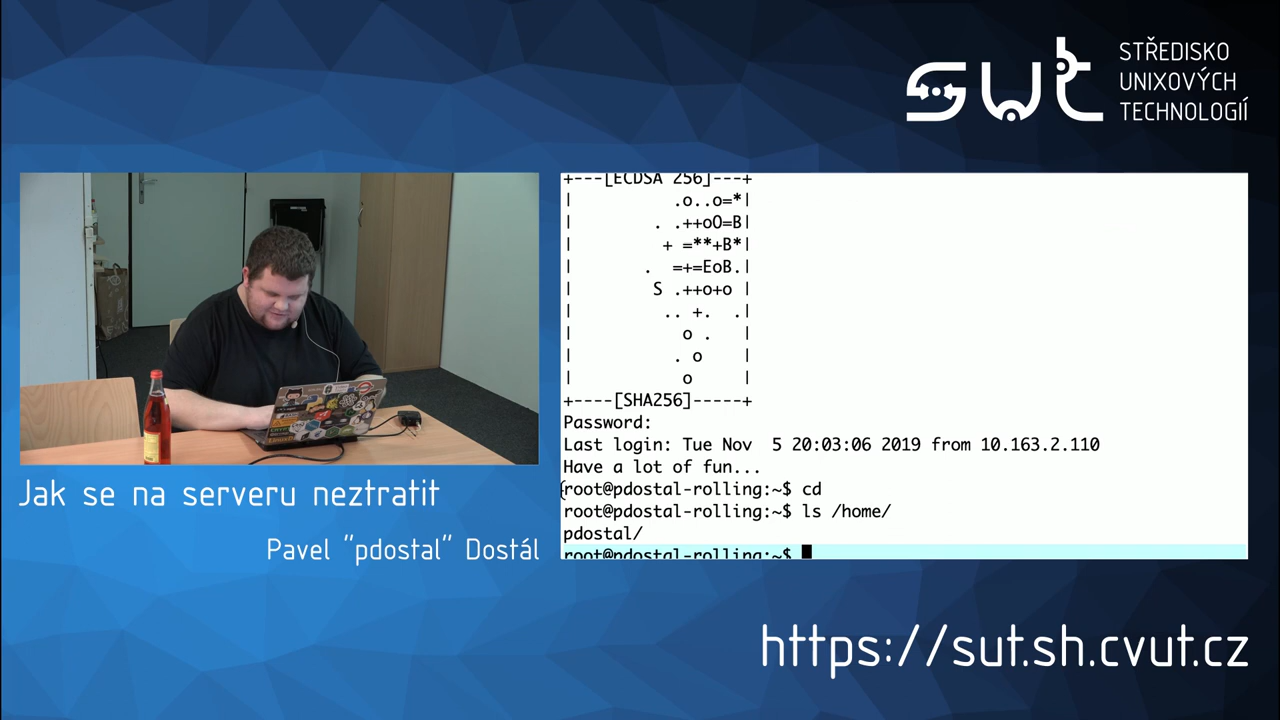 sut
STŘEDISKO
UNIXOVÝCH
TECHNOLOGIÍ
+---[ECDSA 256]---+
|           .o..o=*|
|         . .++oO=B|
|          + =**+B*|
|        .  =+=EoB.|
|         S .++o+o |
|          .. +.  .|
|            o .   |
|           . o    |
|            o     |
+----[SHA256]-----+
Password:
Last login: Tue Nov  5 20:03:06 2019 from 10.163.2.110
Have a lot of fun...
root@pdostal-rolling:~$ cd
root@pdostal-rolling:~$ ls /home/
pdostal/
root@pdostal-rolling:~$
Jak se na serveru neztratit
Pavel "pdostal" Dostál
https://sut.sh.cvut.cz